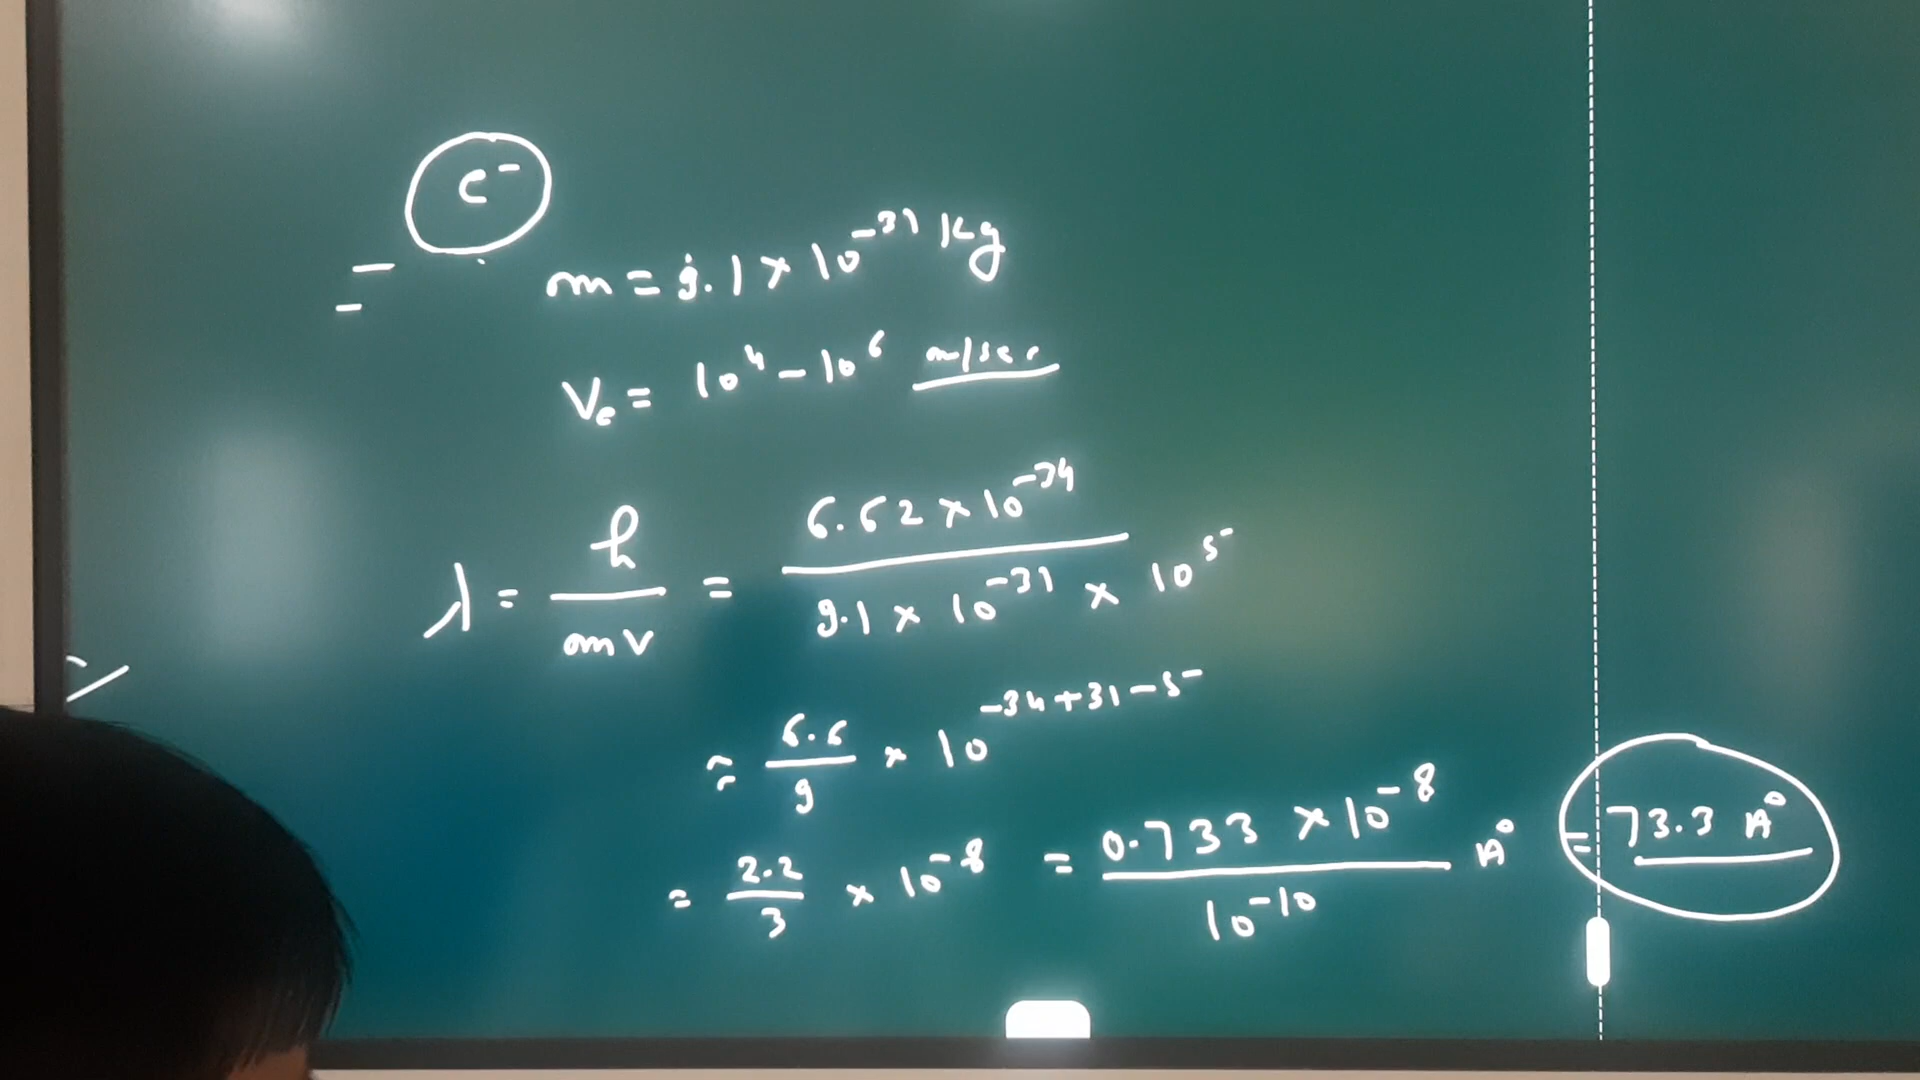 e⁻
m = 9.1 × 10⁻³¹ Kg
Vₑ = 10⁴ – 10⁶ m/sec
λ = h/mv = 6.62 × 10⁻³⁴ / 9.1 × 10⁻³¹ × 10⁵
≈ 6.6/9 × 10⁻³⁴⁺³¹⁻⁵
= 2.2/3 × 10⁻⁸ = 0.733 × 10⁻⁸ / 10⁻¹⁰ A° = 73.3 A°